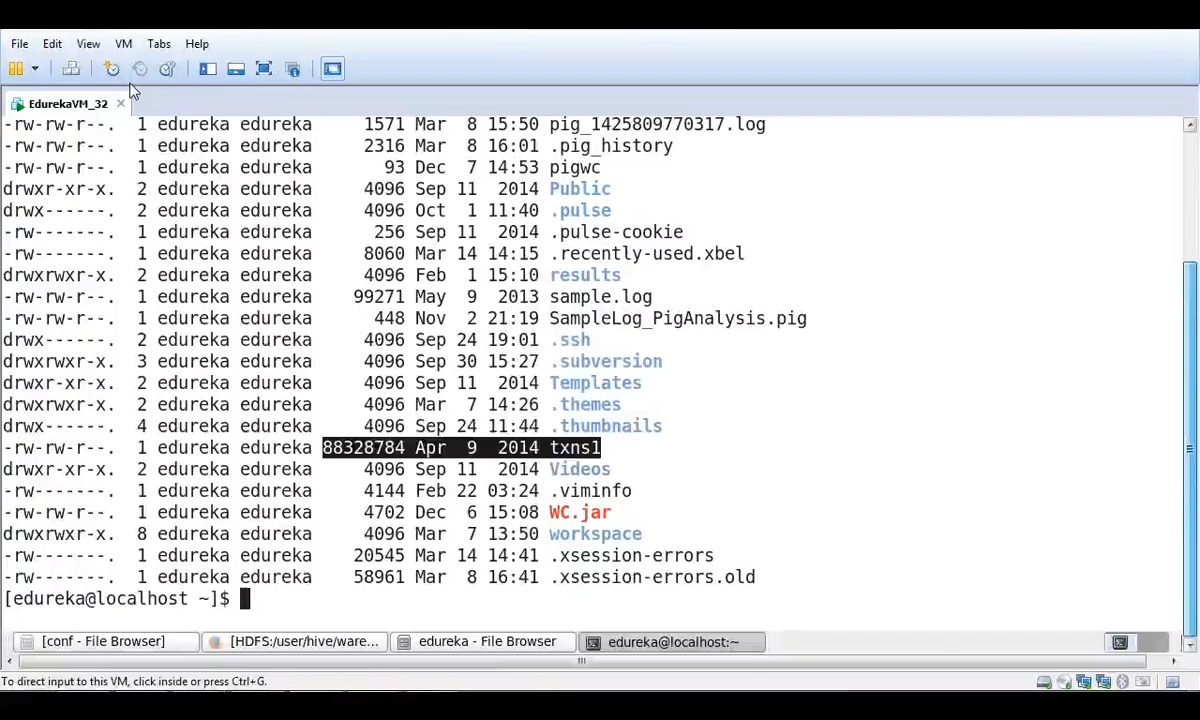 File Edit View VM Tabs Help
EdurekaVM_32 ×
-rw-rw-r--. 1 edureka edureka 1571 Mar 8 15:50 pig_1425809770317.log
-rw-rw-r--. 1 edureka edureka 2316 Mar 8 16:01 .pig_history
-rw-rw-r--. 1 edureka edureka 93 Dec 7 14:53 pigwc
drwxr-xr-x. 2 edureka edureka 4096 Sep 11 2014 Public
drwx------. 2 edureka edureka 4096 Oct 1 11:40 .pulse
-rw-------. 1 edureka edureka 256 Sep 11 2014 .pulse-cookie
-rw-------. 1 edureka edureka 8060 Mar 14 14:15 .recently-used.xbel
drwxrwxr-x. 2 edureka edureka 4096 Feb 1 15:10 results
-rw-rw-r--. 1 edureka edureka 99271 May 9 2013 sample.log
-rw-rw-r--. 1 edureka edureka 448 Nov 2 21:19 SampleLog_PigAnalysis.pig
drwx------. 2 edureka edureka 4096 Sep 24 19:01 .ssh
drwxrwxr-x. 3 edureka edureka 4096 Sep 30 15:27 .subversion
drwxr-xr-x. 2 edureka edureka 4096 Sep 11 2014 Templates
drwxrwxr-x. 2 edureka edureka 4096 Mar 7 14:26 .themes
drwx------. 4 edureka edureka 4096 Sep 24 11:44 .thumbnails
-rw-rw-r--. 1 edureka edureka 88328784 Apr 9 2014 txns1
drwxr-xr-x. 2 edureka edureka 4096 Sep 11 2014 Videos
-rw-------. 1 edureka edureka 4144 Feb 22 03:24 .viminfo
-rw-rw-r--. 1 edureka edureka 4702 Dec 6 15:08 WC.jar
drwxrwxr-x. 8 edureka edureka 4096 Mar 7 13:50 workspace
-rw-------. 1 edureka edureka 20545 Mar 14 14:41 .xsession-errors
-rw-------. 1 edureka edureka 58961 Mar 8 16:41 .xsession-errors.old
[edureka@localhost ~]$
[conf - File Browser] [HDFS:/user/hive/ware... edureka - File Browser edureka@localhost:~
To direct input to this VM, click inside or press Ctrl+G.